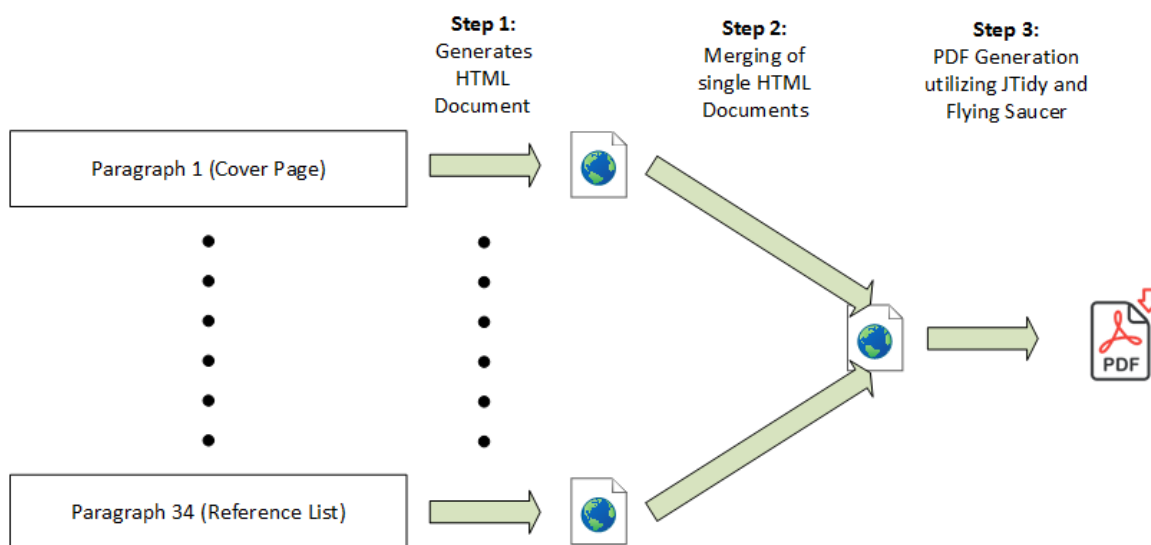 Step 1:
Generates
HTML
Document
Step 2:
Merging of
single HTML
Documents
Step 3:
PDF Generation
utilizing JTidy and
Flying Saucer
Paragraph 1 (Cover Page)
PDF
Paragraph 34 (Reference List)